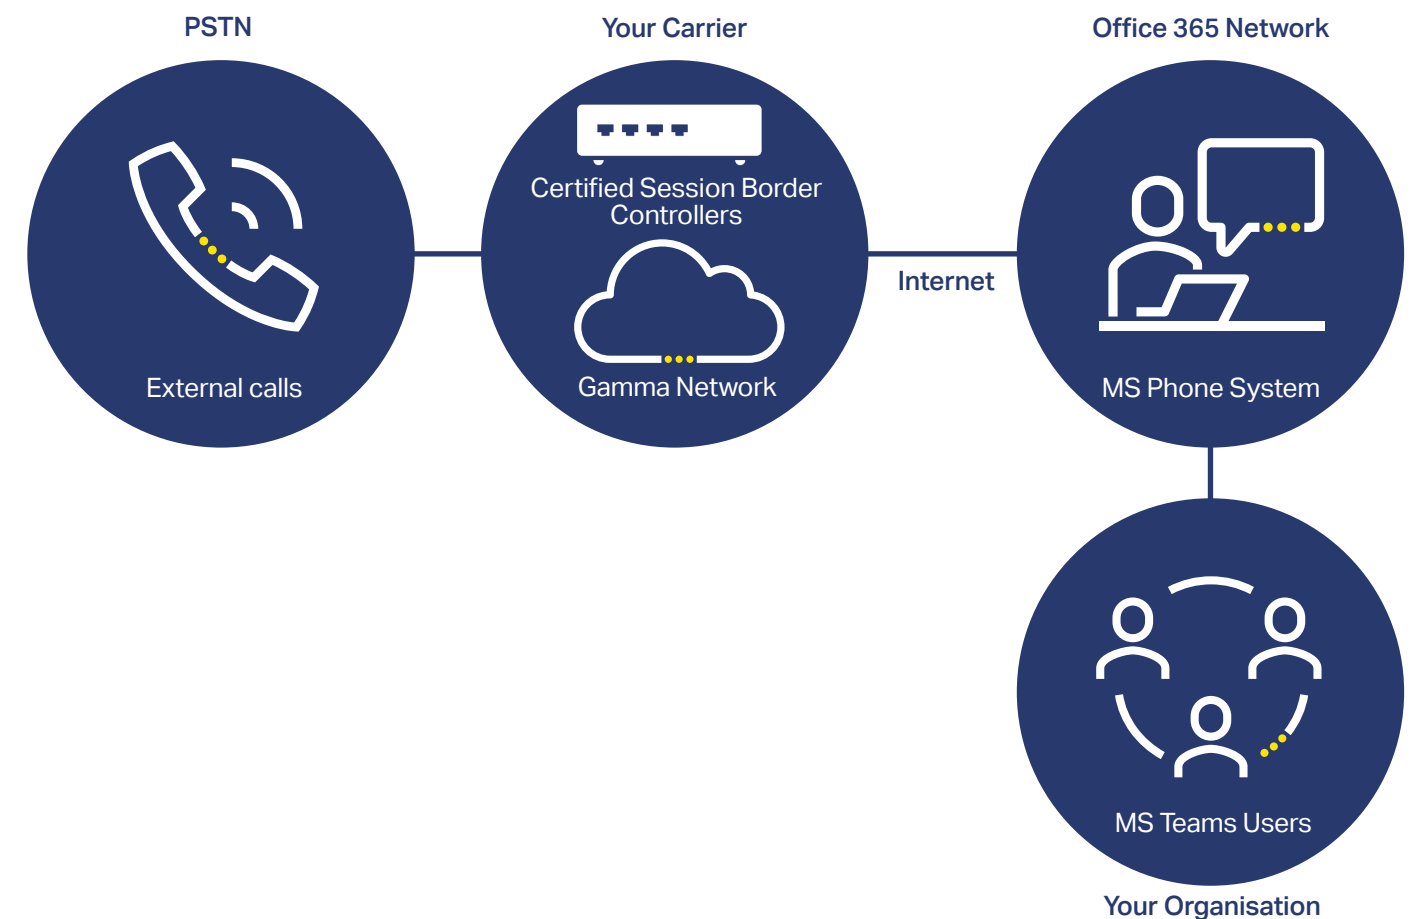 PSTN
Your Carrier
Office 365 Network
Certified Session Border
Controllers
Internet
External calls
Gamma Network
MS Phone System
MS Teams Users
Your Organisation